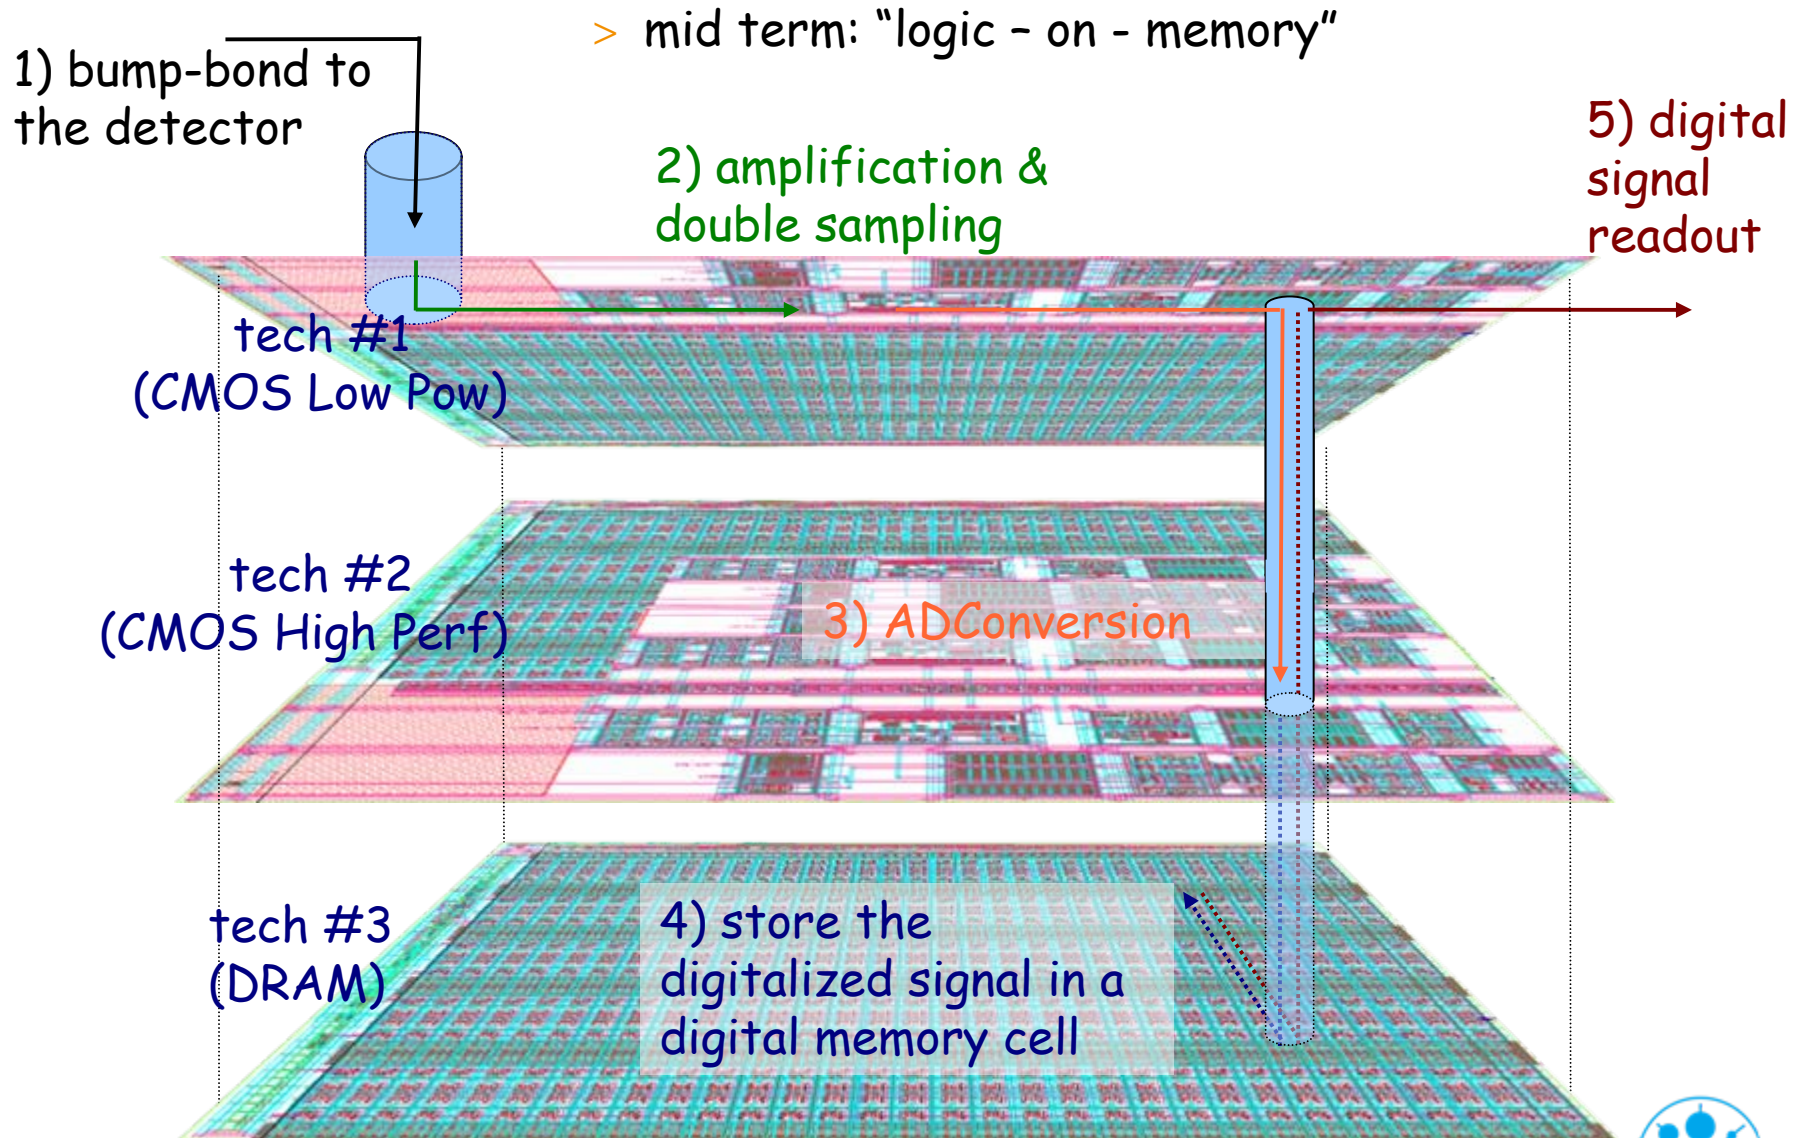 > mid term: “logic – on - memory”
1) bump-bond to
the detector
2) amplification &
double sampling
5) digital
signal
readout
tech #1
(CMOS Low Pow)
tech #2
(CMOS High Perf)
3) ADConversion
tech #3
(DRAM)
4) store the
digitalized signal in a
digital memory cell